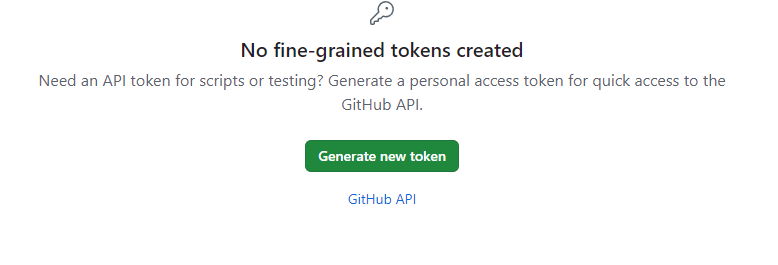 No fine-grained tokens created
Need an API token for scripts or testing? Generate a personal access token for quick access to the
GitHub API.
Generate new token
GitHub API